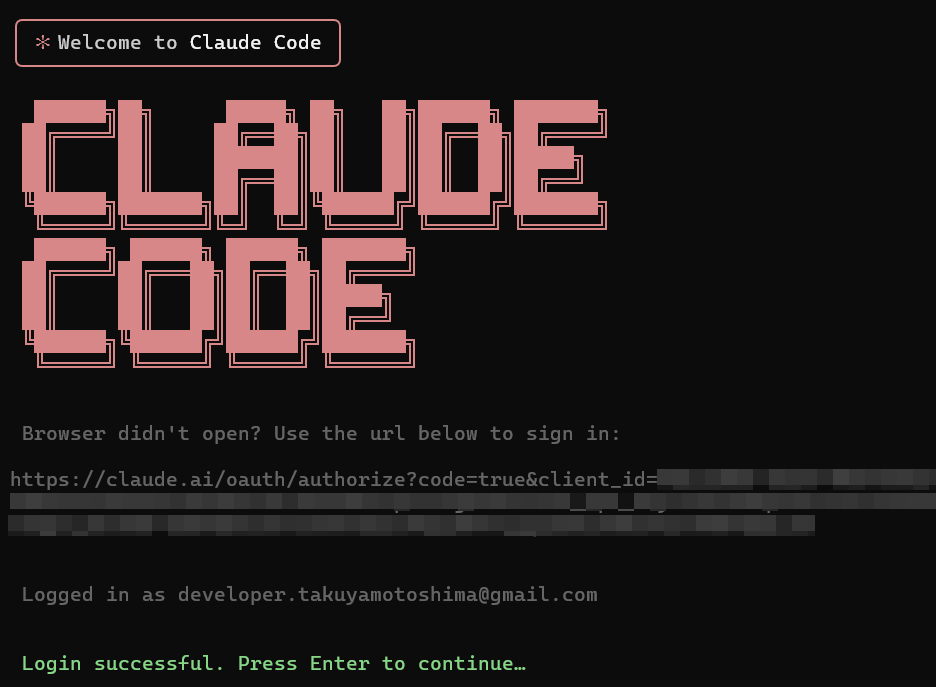 ✻ Welcome to Claude Code
CLAUDE
CODE
Browser didn't open? Use the url below to sign in:
https://claude.ai/oauth/authorize?code=true&client_id=
Logged in as developer.takuyamotoshima@gmail.com
Login successful. Press Enter to continue…